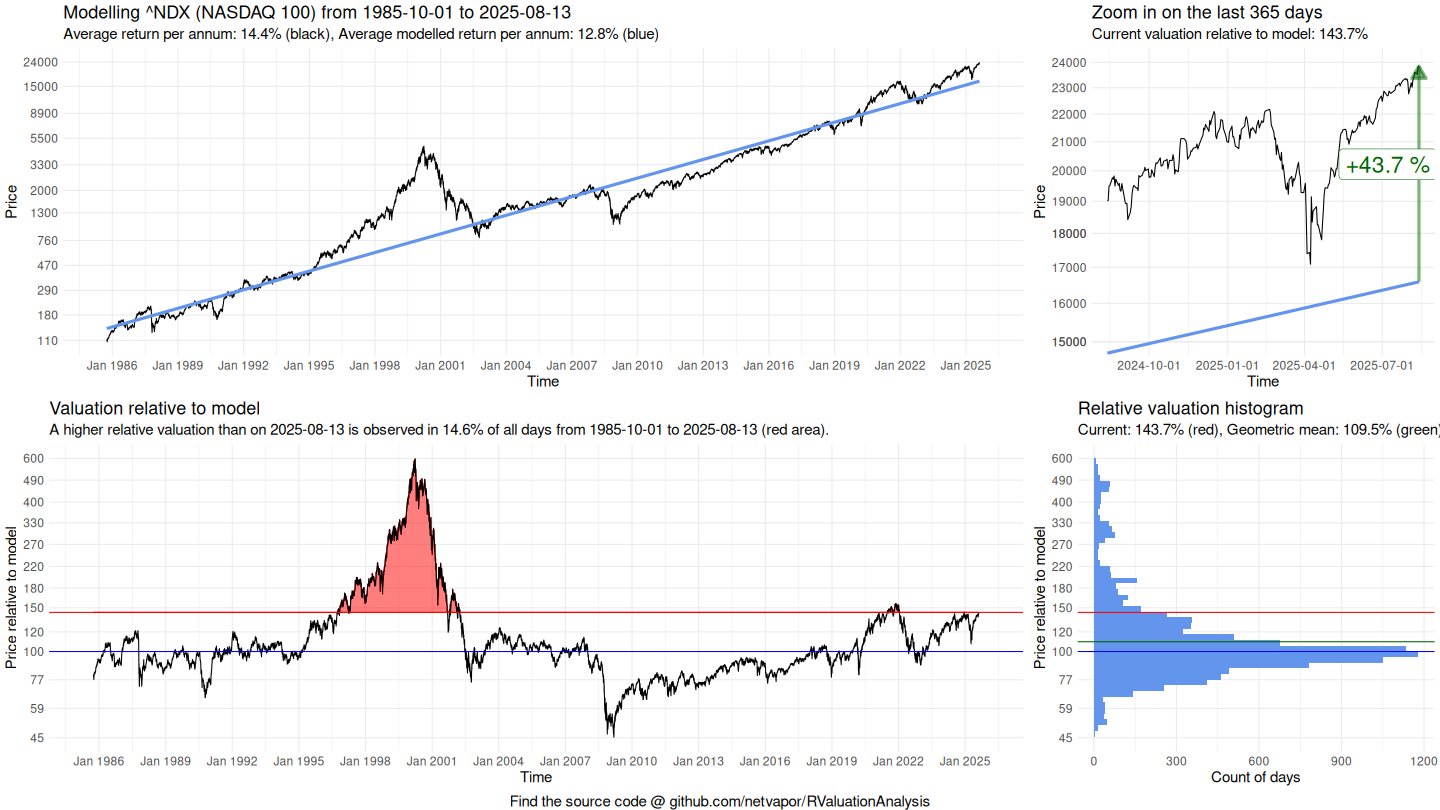 Modelling ^NDX (NASDAQ 100) from 1985-10-01 to 2025-08-13
Average return per annum: 14.4% (black), Average modelled return per annum: 12.8% (blue)
Price
24000
15000
8900
5500
3300
2000
1300
760
470
290
180
110
Jan 1986 Jan 1989 Jan 1992 Jan 1995 Jan 1998 Jan 2001 Jan 2004 Jan 2007 Jan 2010 Jan 2013 Jan 2016 Jan 2019 Jan 2022 Jan 2025
Time
Zoom in on the last 365 days
Current valuation relative to model: 143.7%
Price
24000
23000
22000
21000
20000
19000
18000
17000
16000
15000
+43.7 %
2024-10-01 2025-01-01 2025-04-01 2025-07-01
Time
Valuation relative to model
A higher relative valuation than on 2025-08-13 is observed in 14.6% of all days from 1985-10-01 to 2025-08-13 (red area).
Price relative to model
600
490
400
330
270
220
180
150
120
100
77
59
45
Jan 1986 Jan 1989 Jan 1992 Jan 1995 Jan 1998 Jan 2001 Jan 2004 Jan 2007 Jan 2010 Jan 2013 Jan 2016 Jan 2019 Jan 2022 Jan 2025
Time
Relative valuation histogram
Current: 143.7% (red), Geometric mean: 109.5% (green)
Price relative to model
600
490
400
330
270
220
180
150
120
100
77
59
45
0 300 600 900 1200
Count of days
Find the source code @ github.com/netvapor/RValuationAnalysis